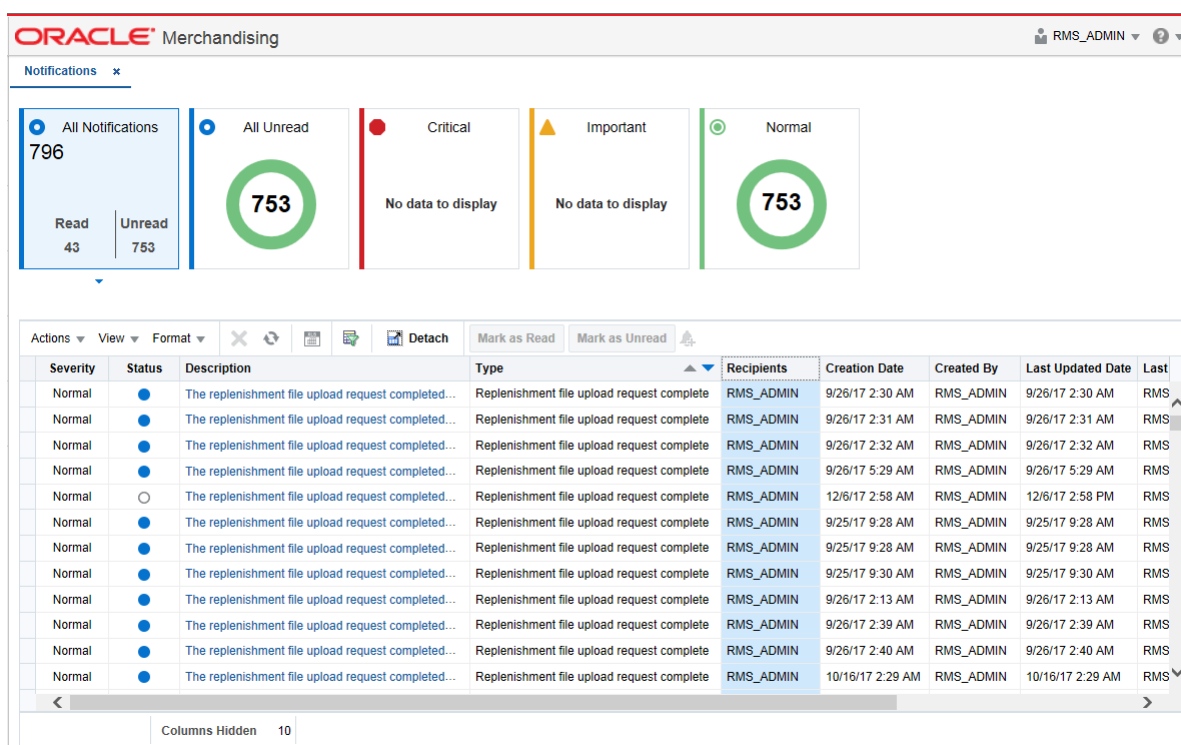 ORACLE® Merchandising RMS_ADMIN
Notifications ×
All Notifications All Unread Critical Important Normal
796
753 No data to display No data to display 753
Read Unread
43 753
Actions View Format Detach Mark as Read Mark as Unread
Severity Status Description Type Recipients Creation Date Created By Last Updated Date Last
Normal The replenishment file upload request completed... Replenishment file upload request complete RMS_ADMIN 9/26/17 2:30 AM RMS_ADMIN 9/26/17 2:30 AM RMS
Normal The replenishment file upload request completed... Replenishment file upload request complete RMS_ADMIN 9/26/17 2:31 AM RMS_ADMIN 9/26/17 2:31 AM RMS
Normal The replenishment file upload request completed... Replenishment file upload request complete RMS_ADMIN 9/26/17 2:32 AM RMS_ADMIN 9/26/17 2:32 AM RMS
Normal The replenishment file upload request completed... Replenishment file upload request complete RMS_ADMIN 9/26/17 5:29 AM RMS_ADMIN 9/26/17 5:29 AM RMS
Normal The replenishment file upload request completed... Replenishment file upload request complete RMS_ADMIN 12/6/17 2:58 AM RMS_ADMIN 12/6/17 2:58 PM RMS
Normal The replenishment file upload request completed... Replenishment file upload request complete RMS_ADMIN 9/25/17 9:28 AM RMS_ADMIN 9/25/17 9:28 AM RMS
Normal The replenishment file upload request completed... Replenishment file upload request complete RMS_ADMIN 9/25/17 9:28 AM RMS_ADMIN 9/25/17 9:28 AM RMS
Normal The replenishment file upload request completed... Replenishment file upload request complete RMS_ADMIN 9/25/17 9:30 AM RMS_ADMIN 9/25/17 9:30 AM RMS
Normal The replenishment file upload request completed... Replenishment file upload request complete RMS_ADMIN 9/26/17 2:13 AM RMS_ADMIN 9/26/17 2:13 AM RMS
Normal The replenishment file upload request completed... Replenishment file upload request complete RMS_ADMIN 9/26/17 2:39 AM RMS_ADMIN 9/26/17 2:39 AM RMS
Normal The replenishment file upload request completed... Replenishment file upload request complete RMS_ADMIN 9/26/17 2:40 AM RMS_ADMIN 9/26/17 2:40 AM RMS
Normal The replenishment file upload request completed... Replenishment file upload request complete RMS_ADMIN 10/16/17 2:29 AM RMS_ADMIN 10/16/17 2:29 AM RMS
Columns Hidden 10